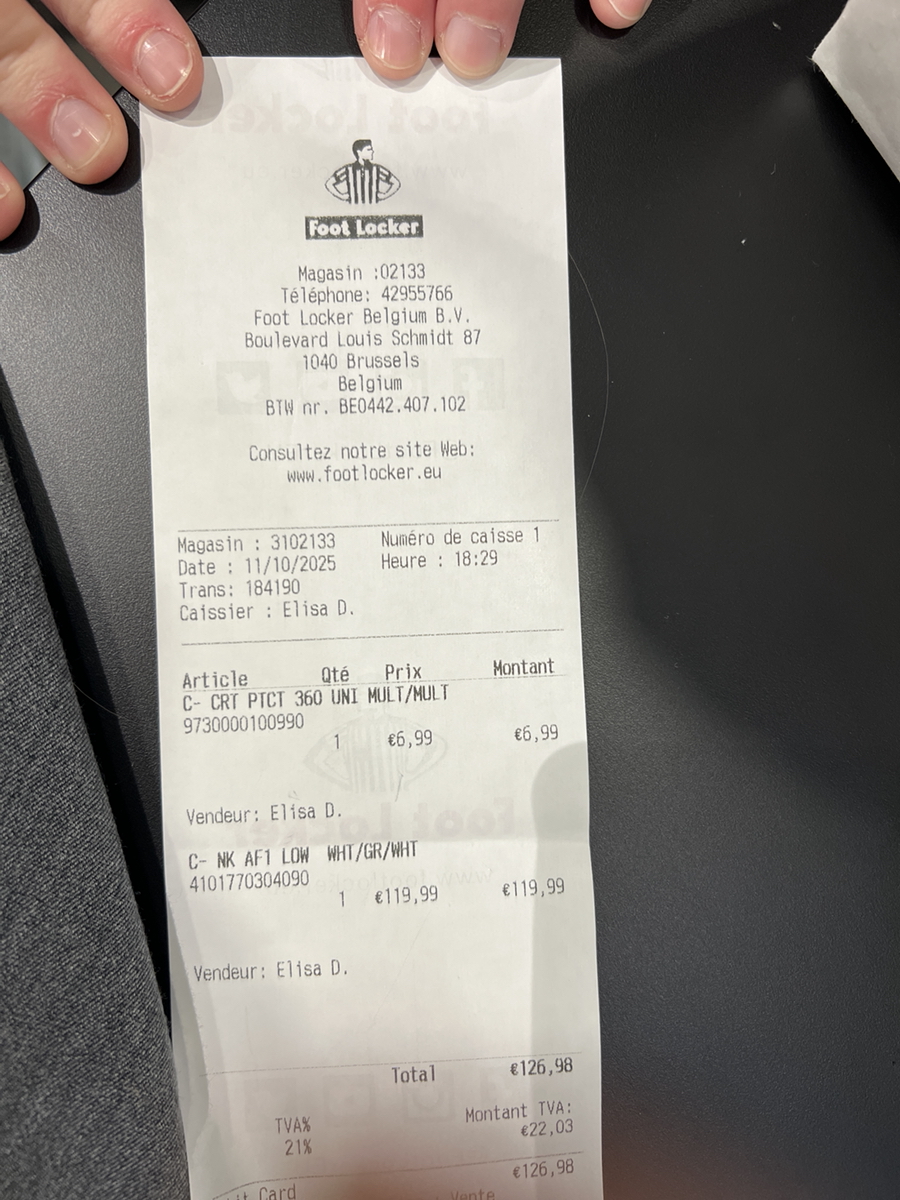 Foot Locker
Magasin :02133
Téléphone: 42955766
Foot Locker Belgium B.V.
Boulevard Louis Schmidt 87
1040 Brussels
Belgium
BTW nr. BE0442.407.102
Consultez notre site Web:
www.footlocker.eu
Magasin : 3102133 Numéro de caisse 1
Date : 11/10/2025 Heure : 18:29
Trans: 184190
Caissier : Elisa D.
Article Qté Prix Montant
C- CRT PTCT 360 UNI MULT/MULT
9730000100990
1 €6,99 €6,99
Vendeur: Elisa D.
C- NK AF1 LOW WHT/GR/WHT
4101770304090
1 €119,99 €119,99
Vendeur: Elisa D.
Total €126,98
TVA% Montant TVA:
21% €22,03
€126,98
Card Vente